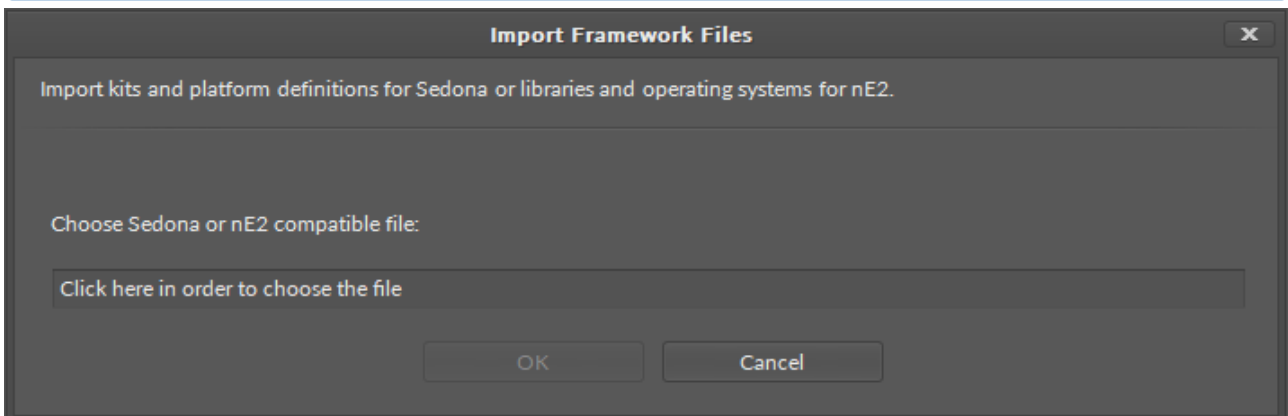 Import Framework Files
x
Import kits and platform definitions for Sedona or libraries and operating systems for nE2.
Choose Sedona or nE2 compatible file:
Click here in order to choose the file
OK
Cancel